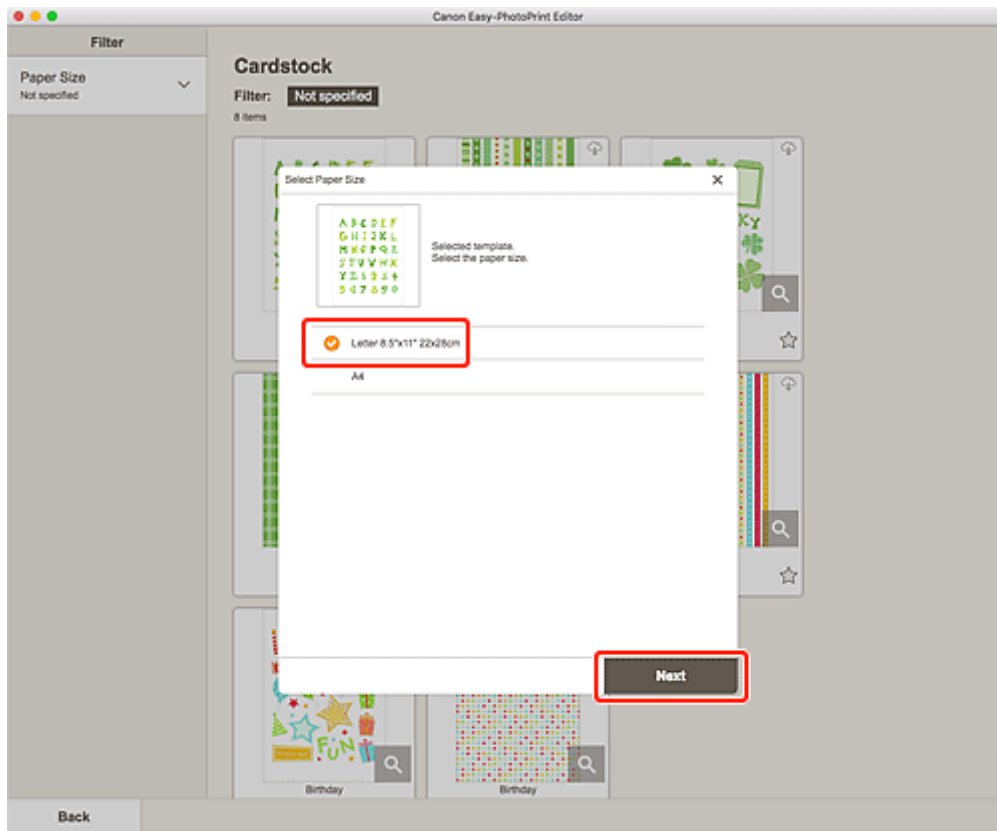 Canon Easy-PhotoPrint Editor
Filter
Paper Size
Not specified
Cardstock
Filter: Not specified
8 items
Select Paper Size
Selected template.
Select the paper size.
Letter 8.5"x11" 22x28cm
A4
Next
FUN
Birthday
Birthday
Back